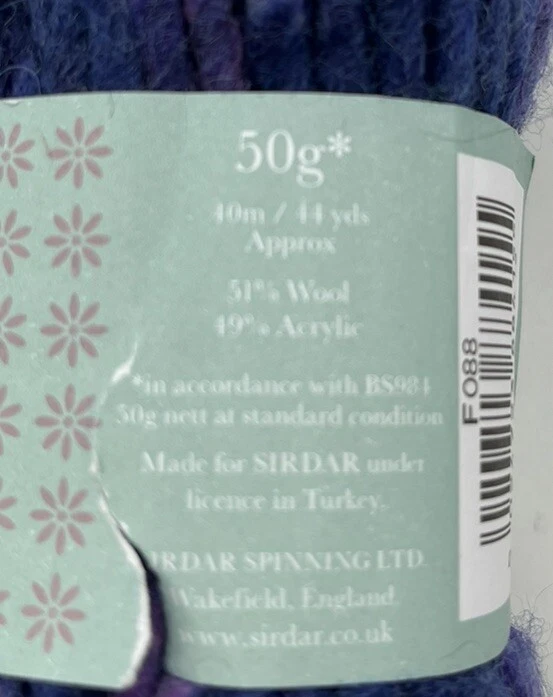 50g*
40m / 44 yds
Approx
51% Wool
49% Acrylic
*in accordance with BS984
50g nett at standard condition
Made for SIRDAR under
licence in Turkey.
IRDAR SPINNING LTD
Wakefield, England
www.sirdar.co.uk
F088